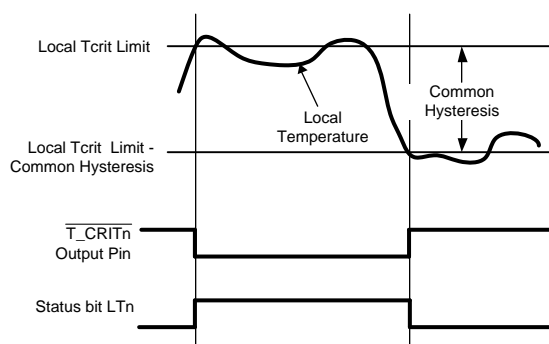 Local Tcrit Limit
Common
Hysteresis
Local
Temperature
Local Tcrit Limit -
Common Hysteresis
T_CRITn
Output Pin
Status bit LTn